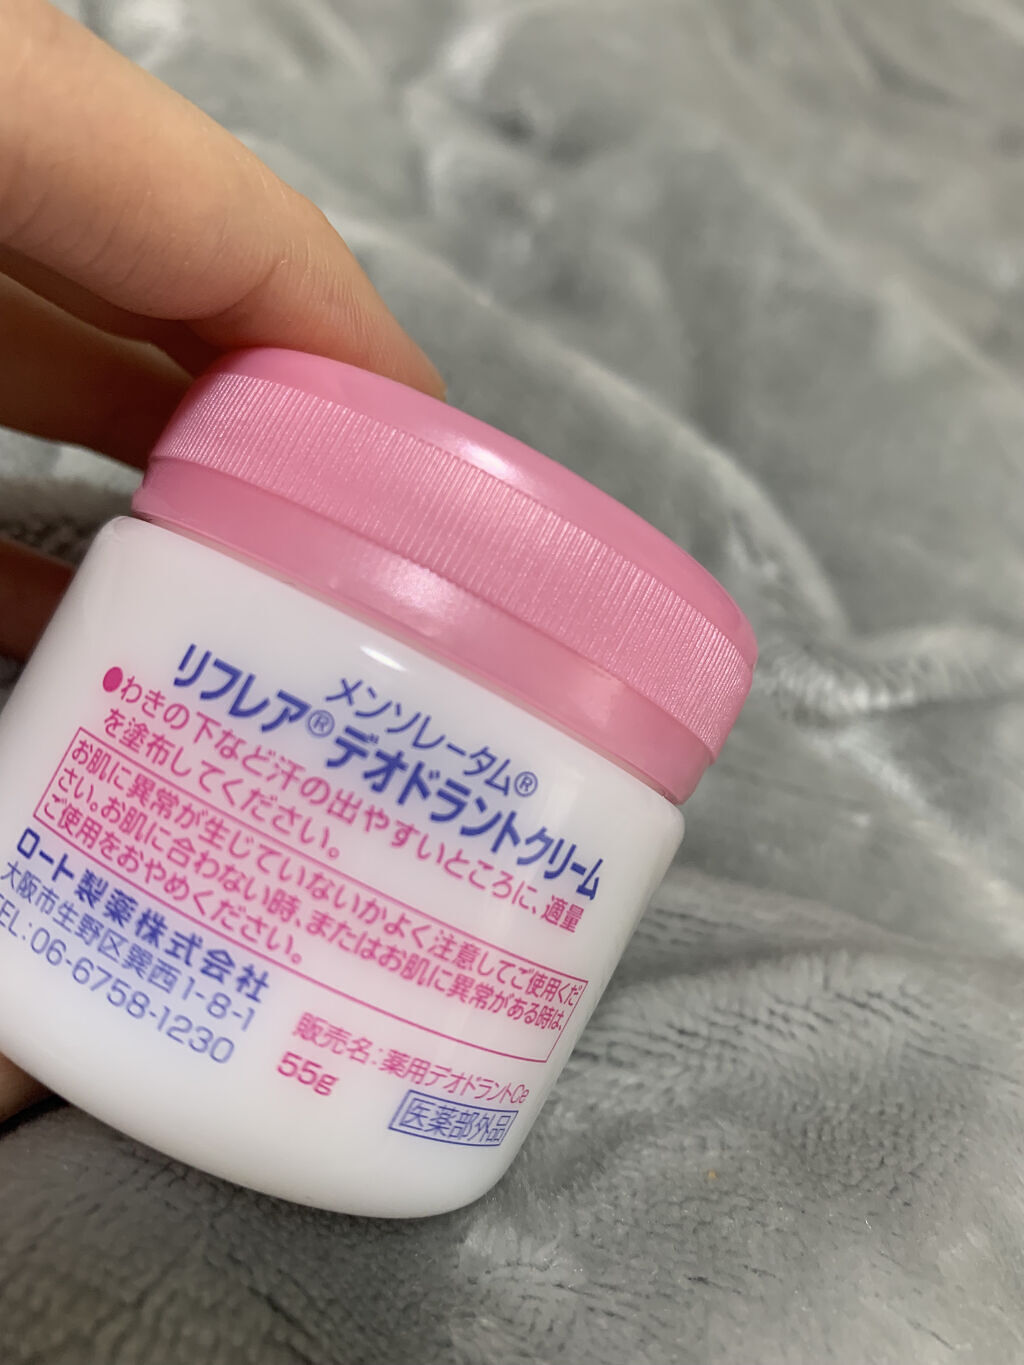 メンソレータム®
リフレア®デオドラントクリーム
●わきの下など汗の出やすいところに、適量
を塗布してください。
お肌に異常が生じていないかよく注意してご使用くだ
さい。お肌に合わない時、またはお肌に異常がある時は、
ご使用をおやめください。
ロート製薬株式会社
大阪市生野区巽西1-8-1
TEL:06-6758-1230
販売名:薬用デオドラントCe
55g
医薬部外品